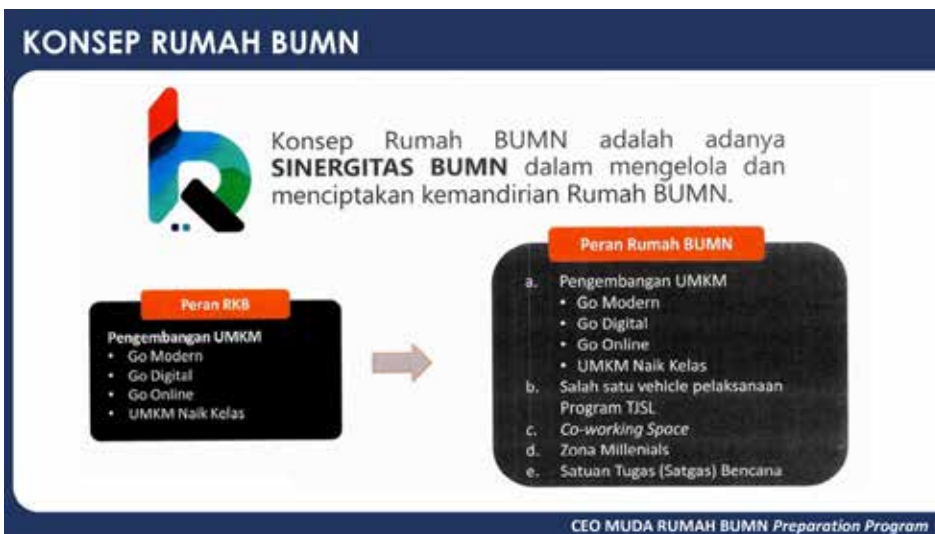 KONSEP RUMAH BUMN
Konsep Rumah BUMN adalah adanya
SINERGITAS BUMN dalam mengelola dan
menciptakan kemandirian Rumah BUMN.
Peran RKB
Pengembangan UMKM
• Go Modern
• Go Digital
• Go Online
• UMKM Naik Kelas
Peran Rumah BUMN
a. Pengembangan UMKM
• Go Modern
• Go Digital
• Go Online
• UMKM Naik Kelas
b. Salah satu vehicle pelaksanaan
Program TJSL
c. Co-working Space
d. Zona Millenials
e. Satuan Tugas (Satgas) Bencana
CEO MUDA RUMAH BUMN Preparation Program